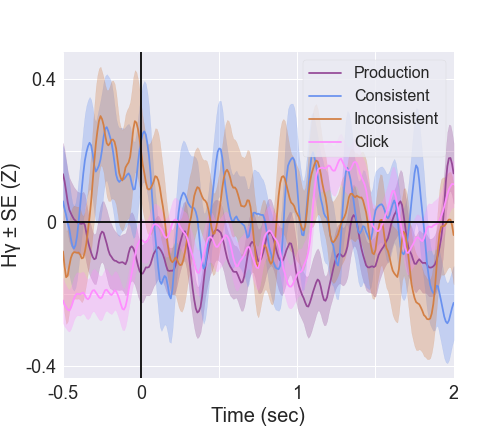 Production
Consistent
Inconsistent
Click
0.4
0
-0.4
Hγ ± SE (Z)
-0.5
0
1
2
Time (sec)